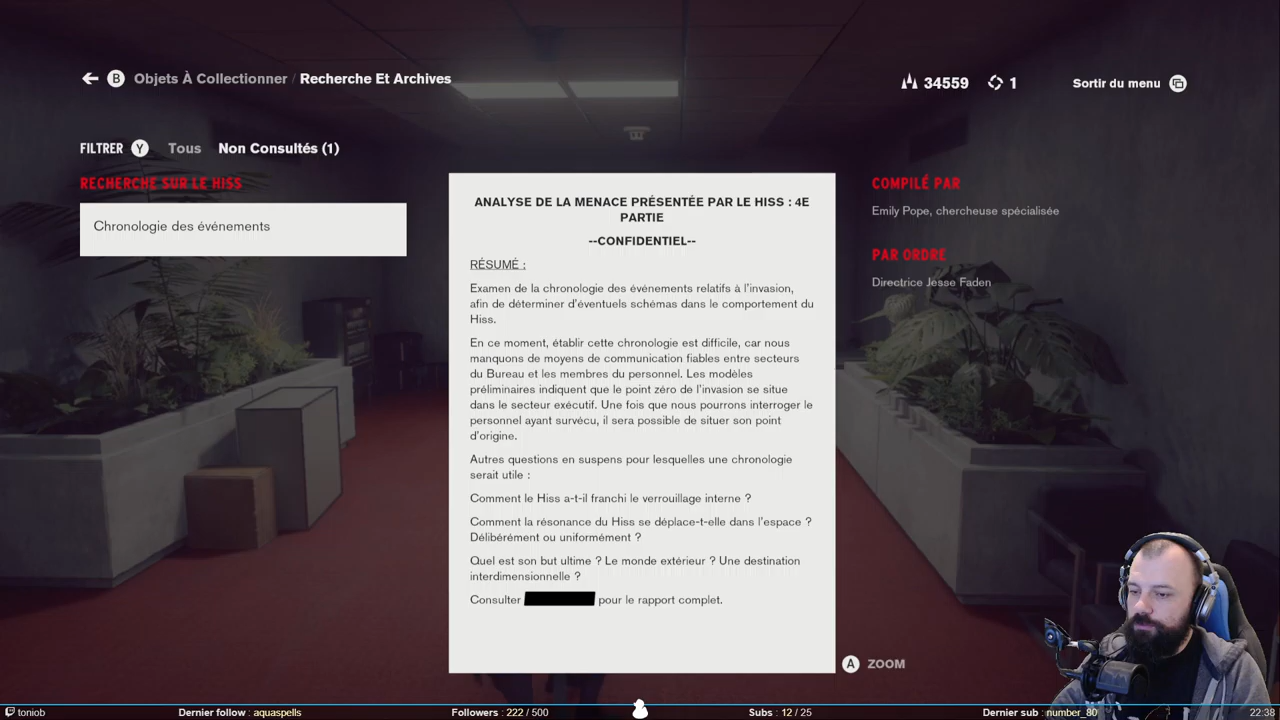 B Objets À Collectionner / Recherche Et Archives
34559 1 Sortir du menu
FILTRER Y Tous Non Consultés (1)
RECHERCHE SUR LE HISS
Chronologie des événements
ANALYSE DE LA MENACE PRÉSENTÉE PAR LE HISS : 4E
PARTIE
--CONFIDENTIEL--
RÉSUMÉ :
Examen de la chronologie des événements relatifs à l'invasion,
afin de déterminer d'éventuels schémas dans le comportement du
Hiss.
En ce moment, établir cette chronologie est difficile, car nous
manquons de moyens de communication fiables entre secteurs
du Bureau et les membres du personnel. Les modèles
préliminaires indiquent que le point zéro de l'invasion se situe
dans le secteur exécutif. Une fois que nous pourrons interroger le
personnel ayant survécu, il sera possible de situer son point
d'origine.
Autres questions en suspens pour lesquelles une chronologie
serait utile :
Comment le Hiss a-t-il franchi le verrouillage interne ?
Comment la résonance du Hiss se déplace-t-elle dans l'espace ?
Délibérément ou uniformément ?
Quel est son but ultime ? Le monde extérieur ? Une destination
interdimensionnelle ?
Consulter pour le rapport complet.
COMPILÉ PAR
Emily Pope, chercheuse spécialisée
PAR ORDRE
Directrice Jesse Faden
A ZOOM
toniob Dernier follow : aquaspells Followers : 222 / 500 Subs : 12 / 25 Dernier sub : number_80 22:38